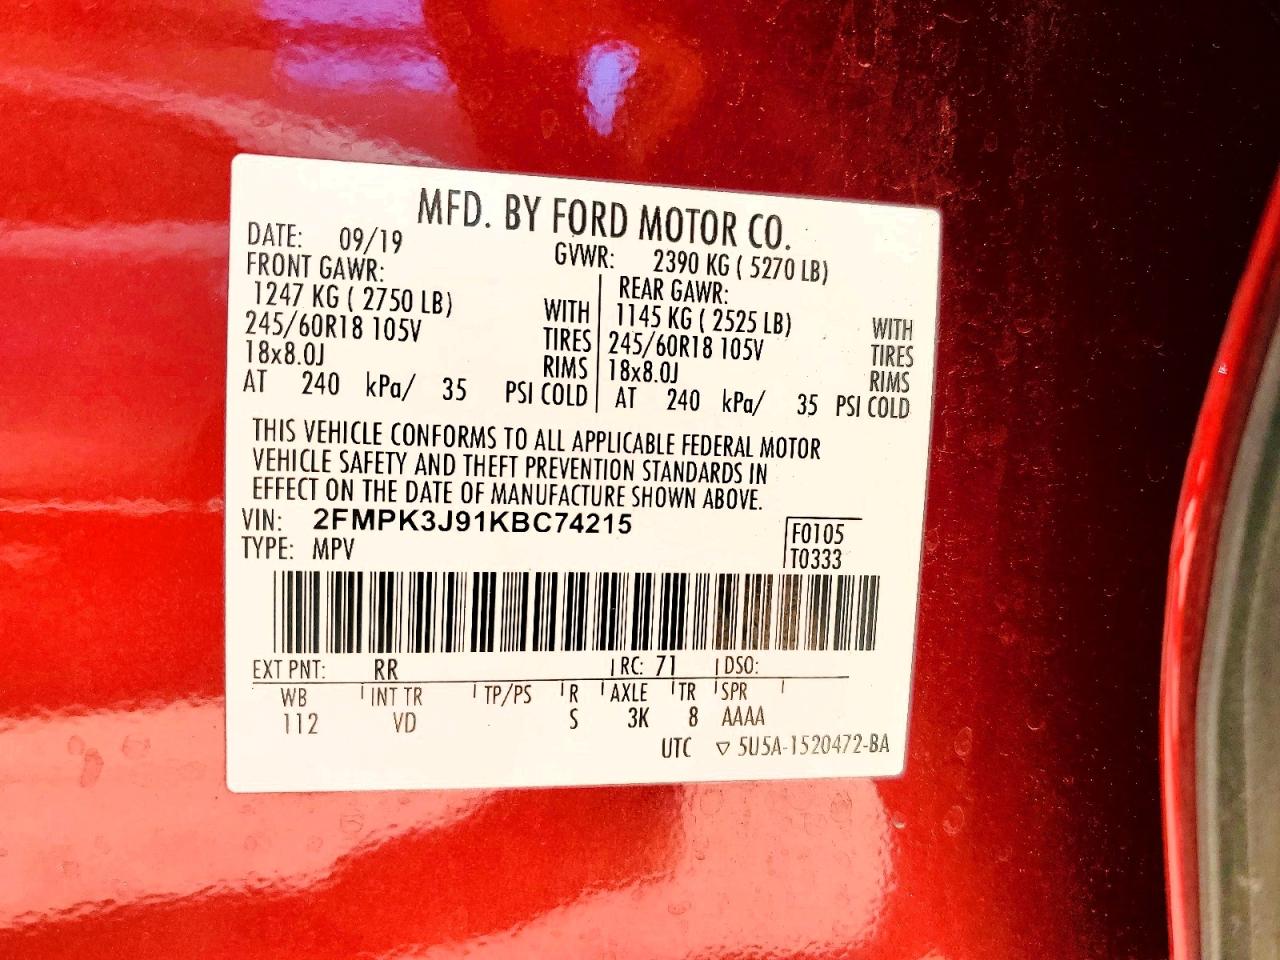 MFD. BY FORD MOTOR CO.
DATE: 09/19 GVWR: 2390 KG ( 5270 LB)
FRONT GAWR: REAR GAWR:
1247 KG ( 2750 LB) WITH 1145 KG ( 2525 LB) WITH
245/60R18 105V TIRES 245/60R18 105V TIRES
18x8.0J RIMS 18x8.0J RIMS
AT 240 kPa/ 35 PSI COLD AT 240 kPa/ 35 PSI COLD
THIS VEHICLE CONFORMS TO ALL APPLICABLE FEDERAL MOTOR
VEHICLE SAFETY AND THEFT PREVENTION STANDARDS IN
EFFECT ON THE DATE OF MANUFACTURE SHOWN ABOVE.
VIN: 2FMPK3J91KBC74215 F0105
TYPE: MPV T0333
EXT PNT: RR RC: 71 DSO:
WB INT TR TP/PS R AXLE TR SPR
112 VD S 3K 8 AAAA
UTC ▽ 5U5A-1520472-BA